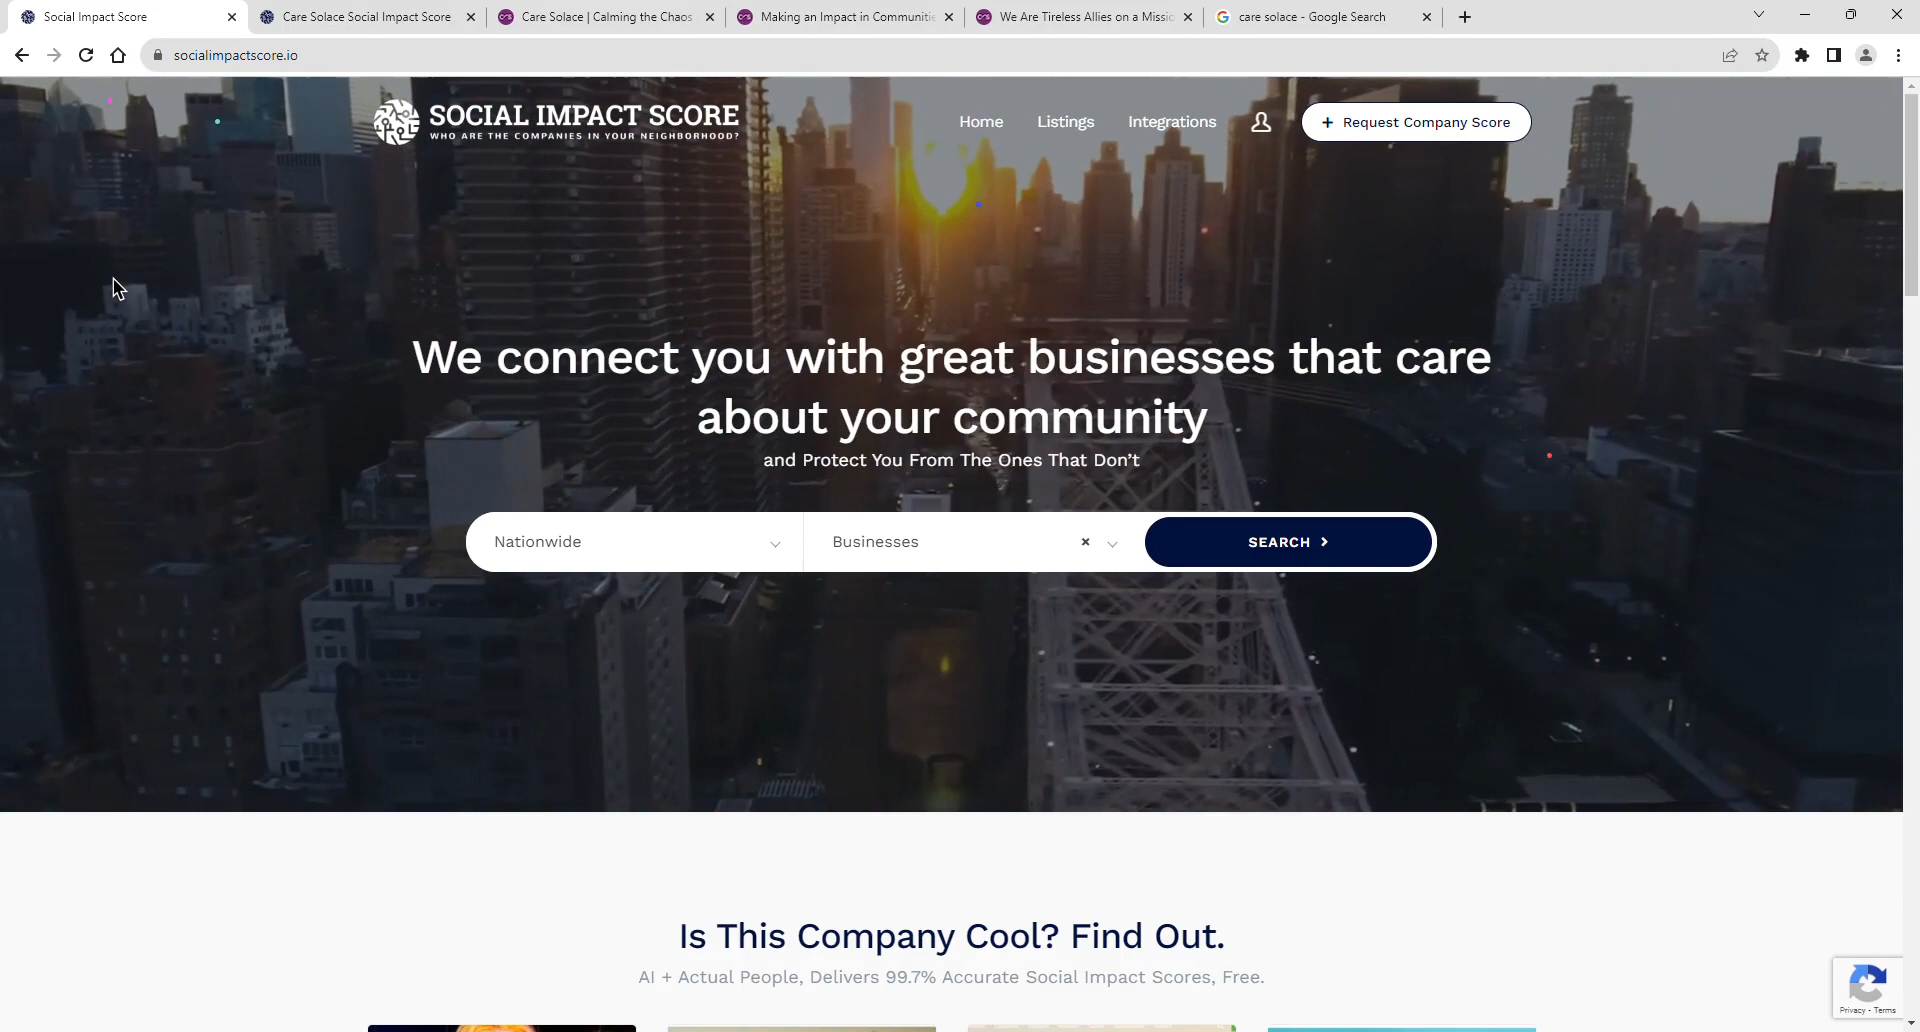 Social Impact Score
Care Solace Social Impact Score
Care Solace | Calming the Chaos
Making an Impact in Communitie
We Are Tireless Allies on a Missio
care solace - Google Search
socialimpactscore.io
SOCIAL IMPACT SCORE
WHO ARE THE COMPANIES IN YOUR NEIGHBORHOOD?
Home
Listings
Integrations
+ Request Company Score
We connect you with great businesses that care
about your community
and Protect You From The Ones That Don't
Nationwide
Businesses
SEARCH
Is This Company Cool? Find Out.
AI + Actual People, Delivers 99.7% Accurate Social Impact Scores, Free.
Privacy - Terms